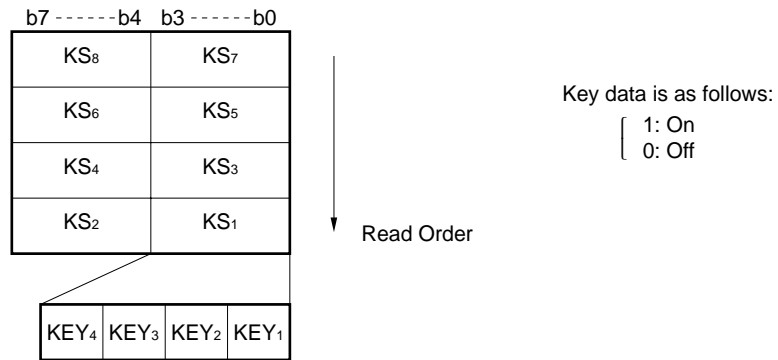 b7 ------- b4 b3 ------- b0
KS8 KS7
KS6 KS5
KS4 KS3
KS2 KS1
Read Order
KEY4 KEY3 KEY2 KEY1
Key data is as follows:
1: On
0: Off